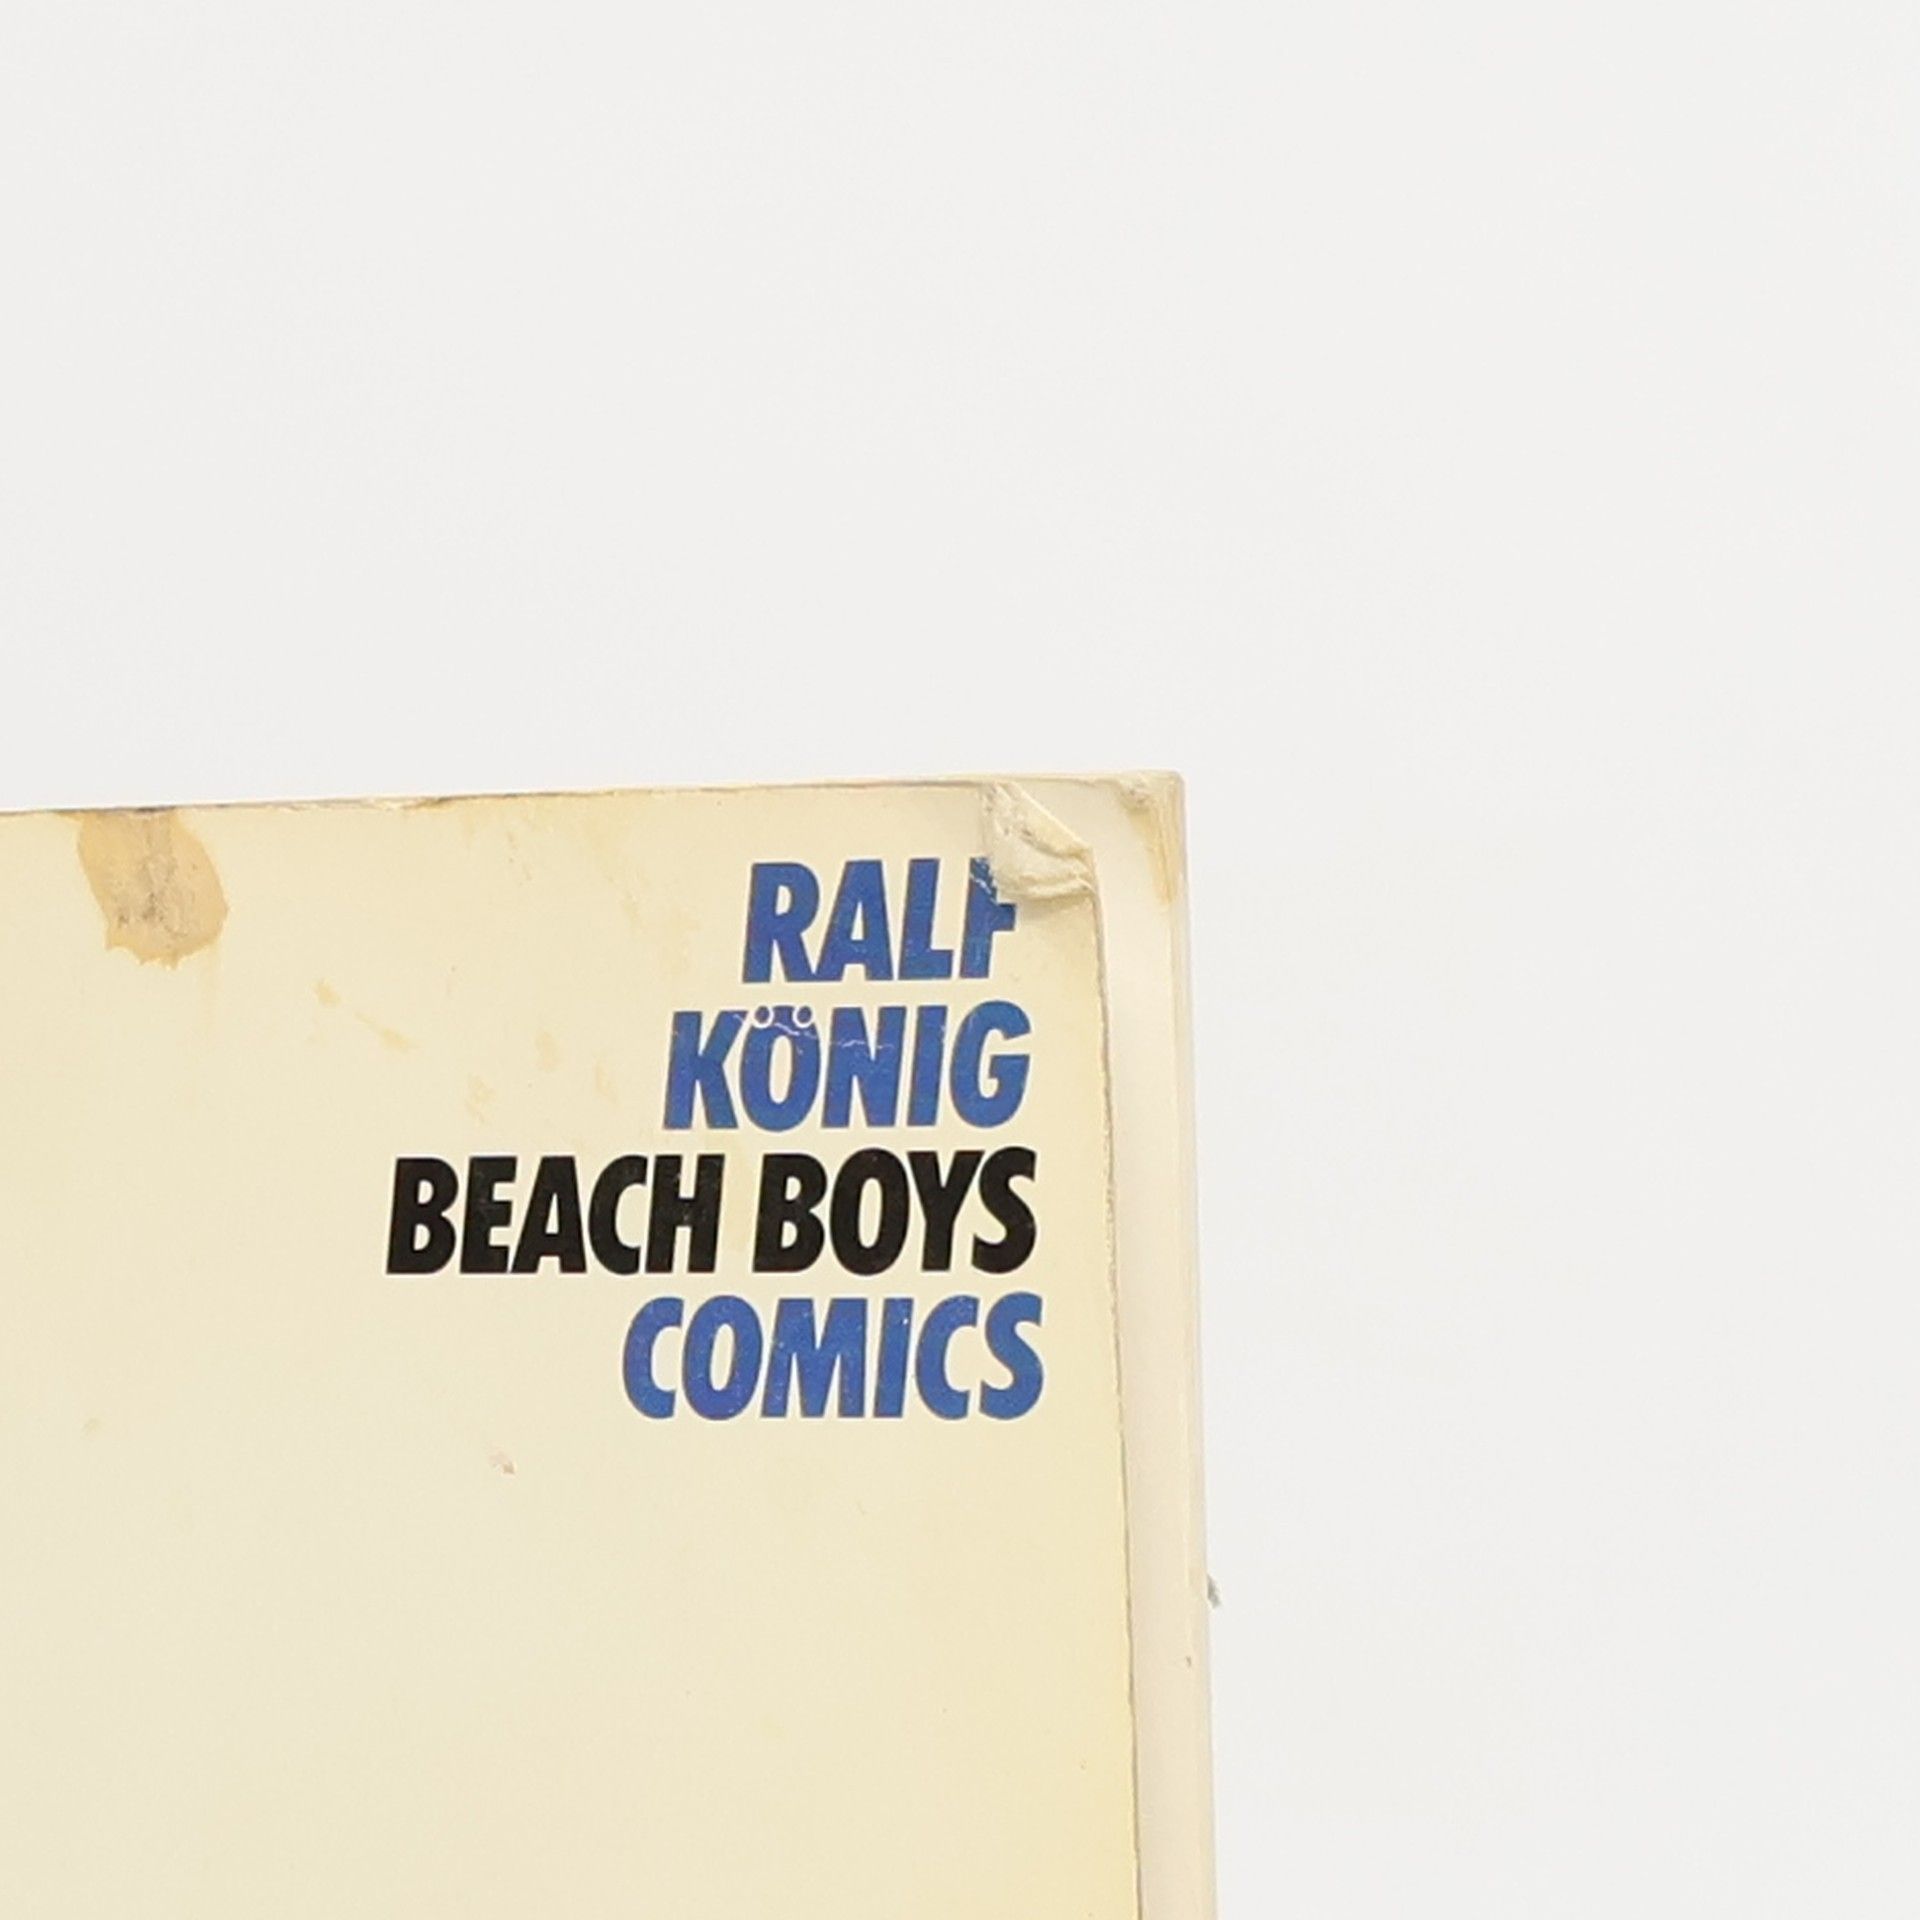 RALF
KÖNIG
BEACH BOYS
COMICS